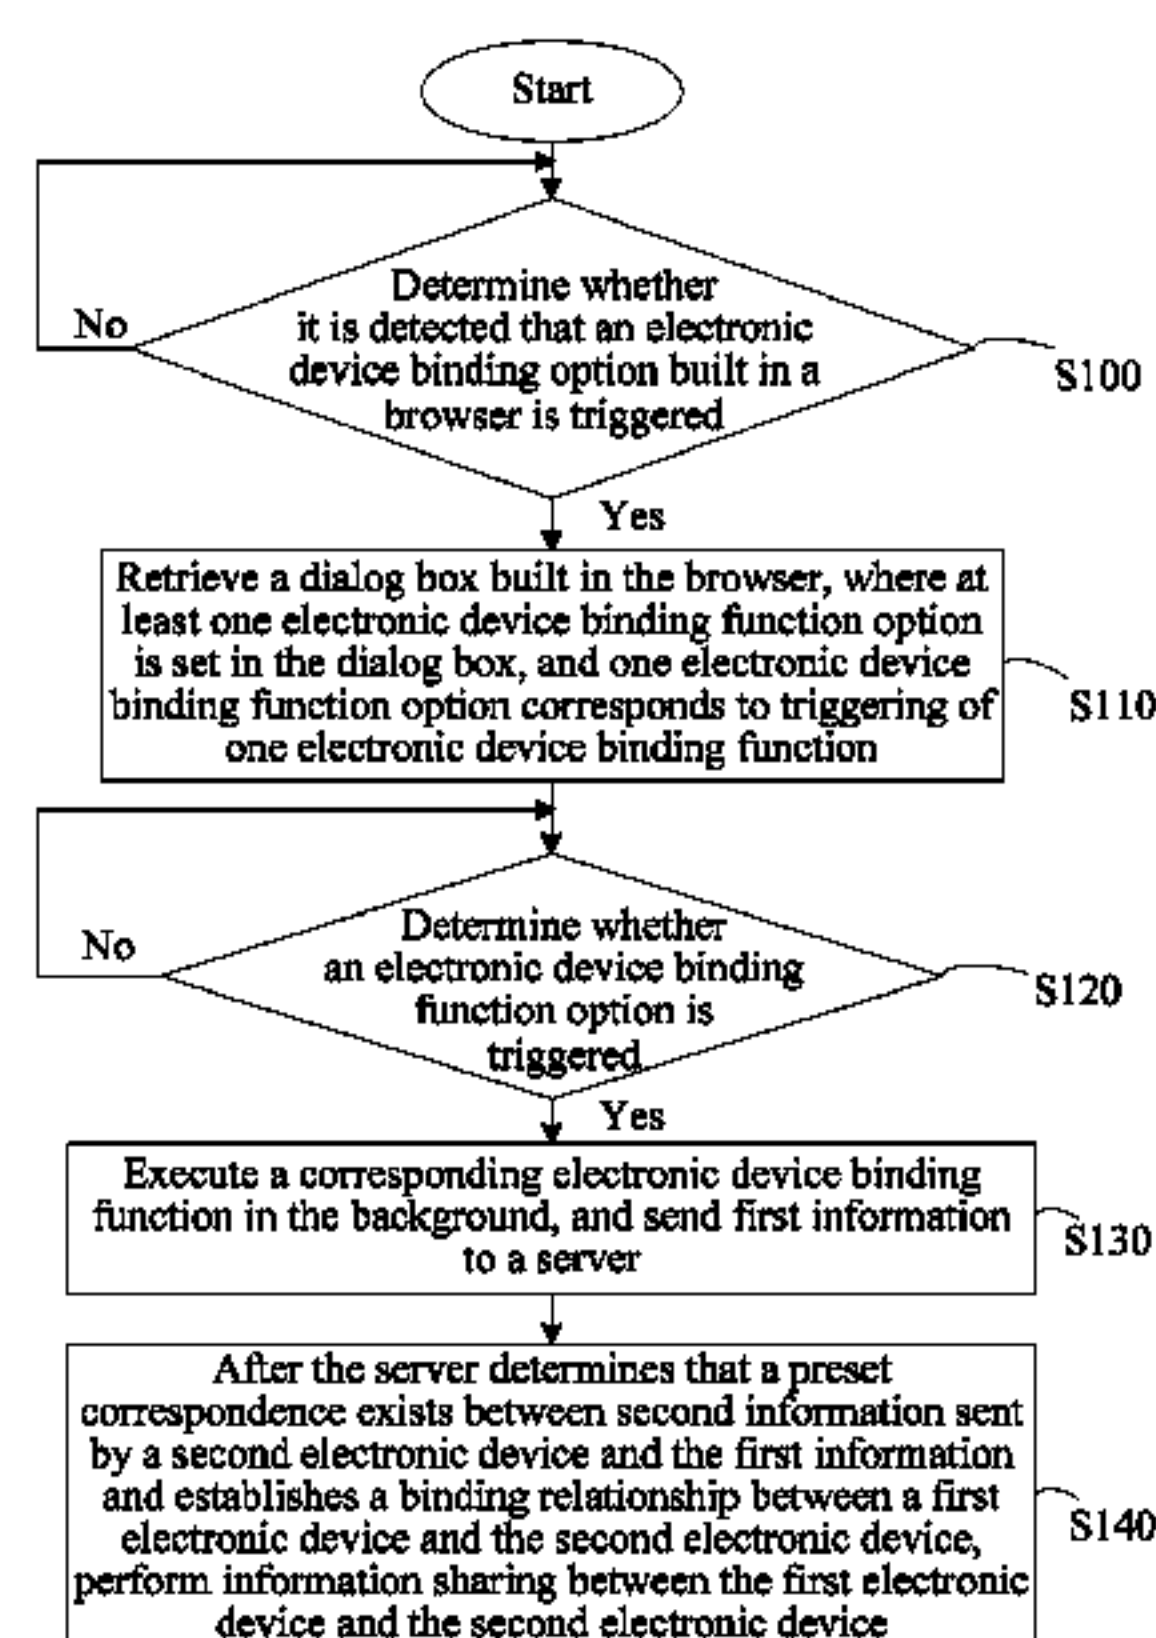 Start
Determine whether
it is detected that an electronic
device binding option built in a
browser is triggered
No
S100
Yes
Retrieve a dialog box built in the browser, where at
least one electronic device binding function option
is set in the dialog box, and one electronic device
binding function option corresponds to triggering of
one electronic device binding function
S110
Determine whether
an electronic device binding
function option is
triggered
No
S120
Yes
Execute a corresponding electronic device binding
function in the background, and send first information
to a server
S130
After the server determines that a preset
correspondence exists between second information sent
by a second electronic device and the first information
and establishes a binding relationship between a first
electronic device and the second electronic device,
perform information sharing between the first electronic
device and the second electronic device
S140